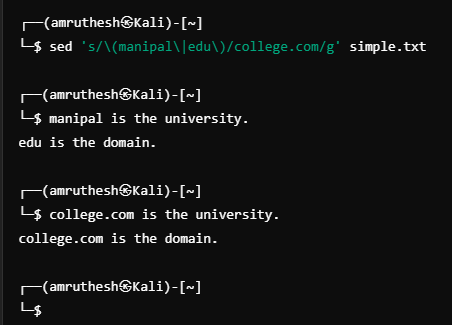 ┌──(amruthesh㉿Kali)-[~]
└─$ sed 's/\(manipal\|edu\)/college.com/g' simple.txt
┌──(amruthesh㉿Kali)-[~]
└─$ manipal is the university.
edu is the domain.
┌──(amruthesh㉿Kali)-[~]
└─$ college.com is the university.
college.com is the domain.
┌──(amruthesh㉿Kali)-[~]
└─$